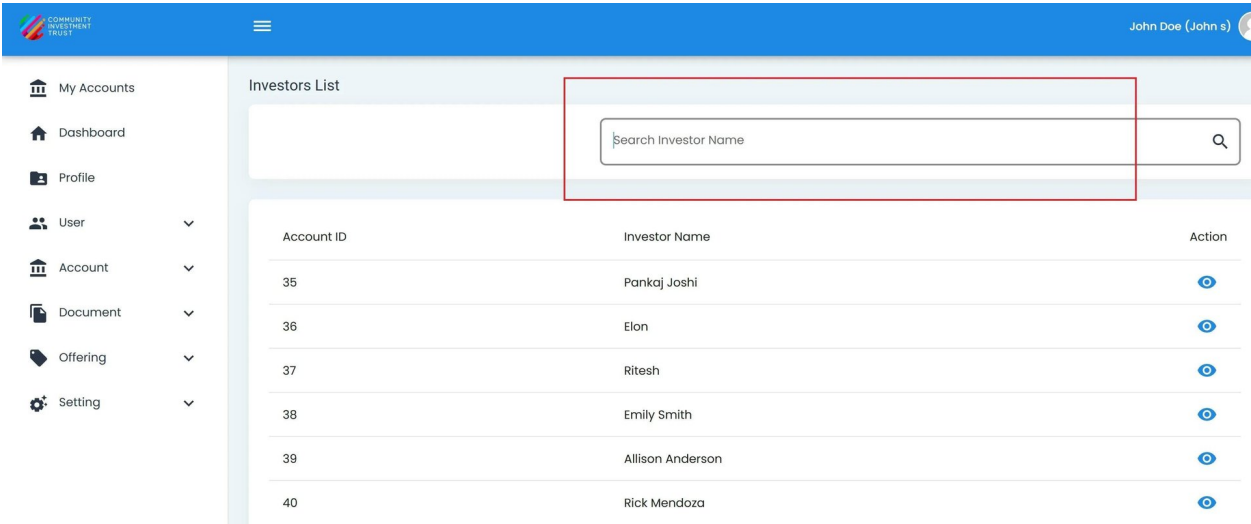 COMMUNITY
INVESTMENT
TRUST
John Doe (John s)
My Accounts
Dashboard
Profile
User
Account
Document
Offering
Setting
Investors List
Search Investor Name
Account ID Investor Name Action
35 Pankaj Joshi
36 Elon
37 Ritesh
38 Emily Smith
39 Allison Anderson
40 Rick Mendoza